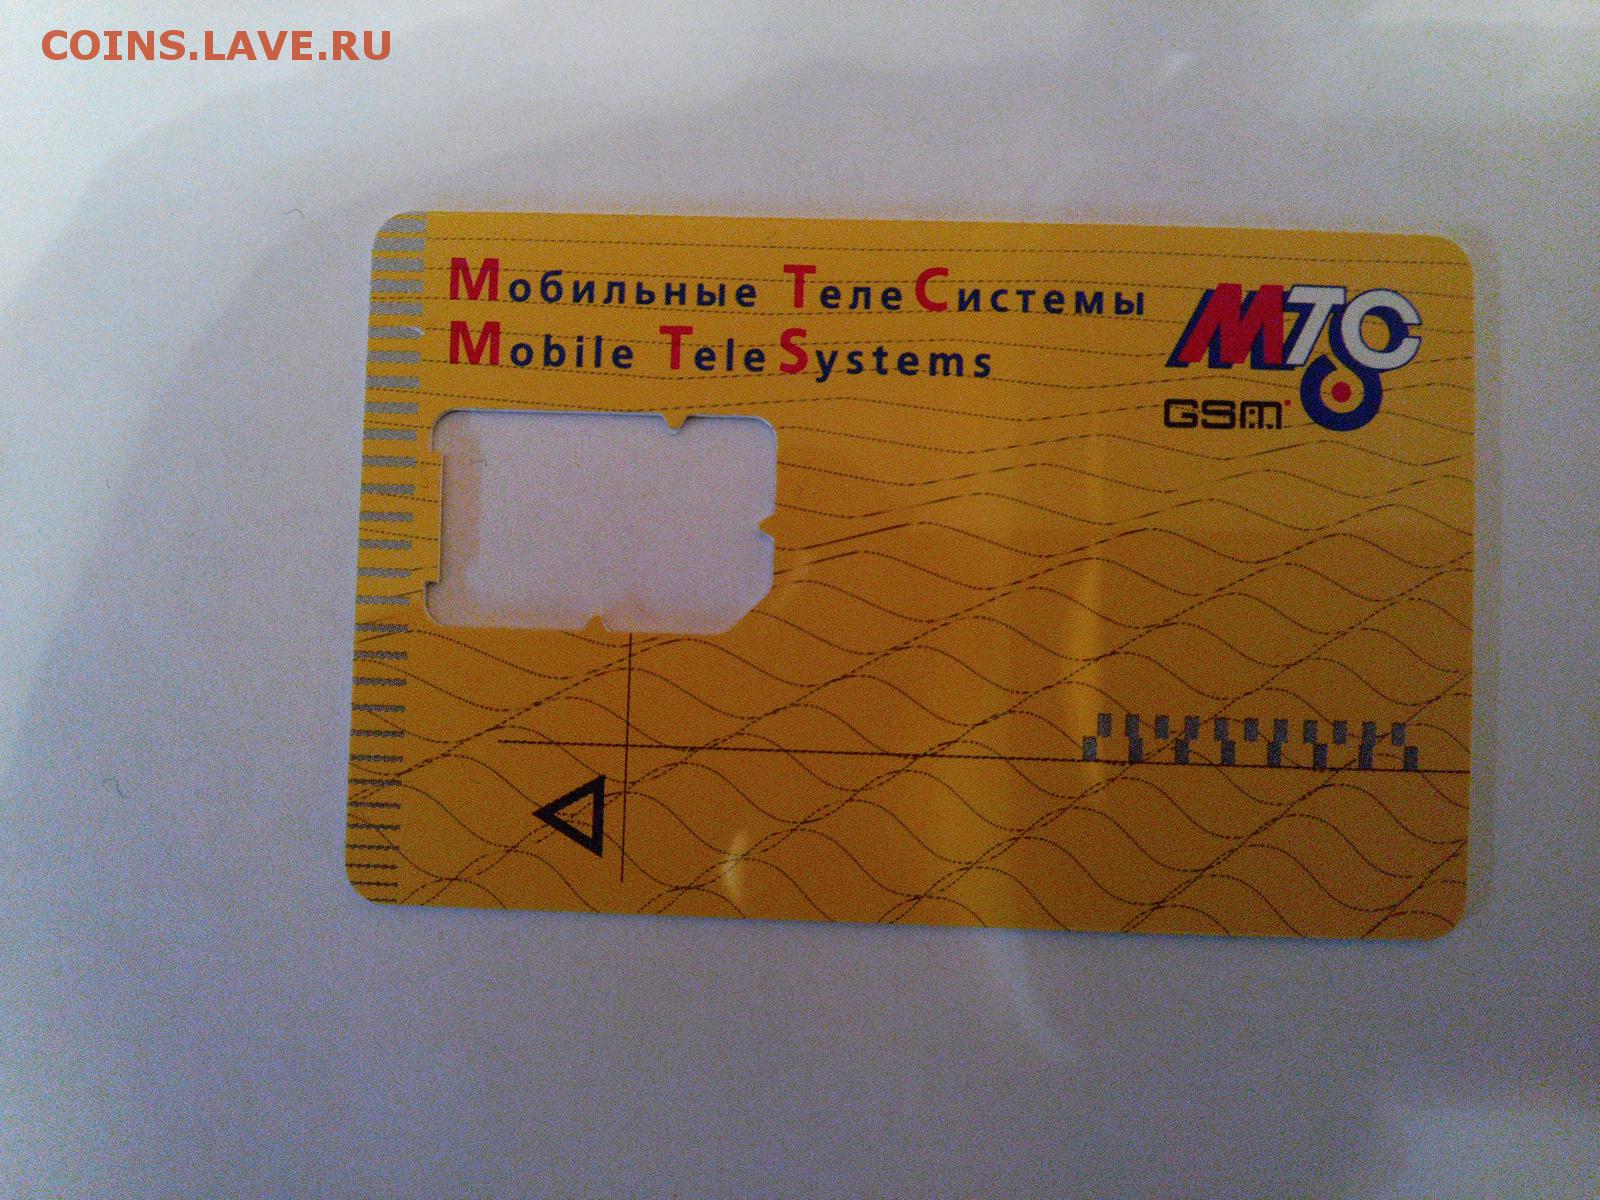 COINS.LAVE.RU
Мобильные ТелеСистемы
Mobile TeleSystems
МТС
GSM